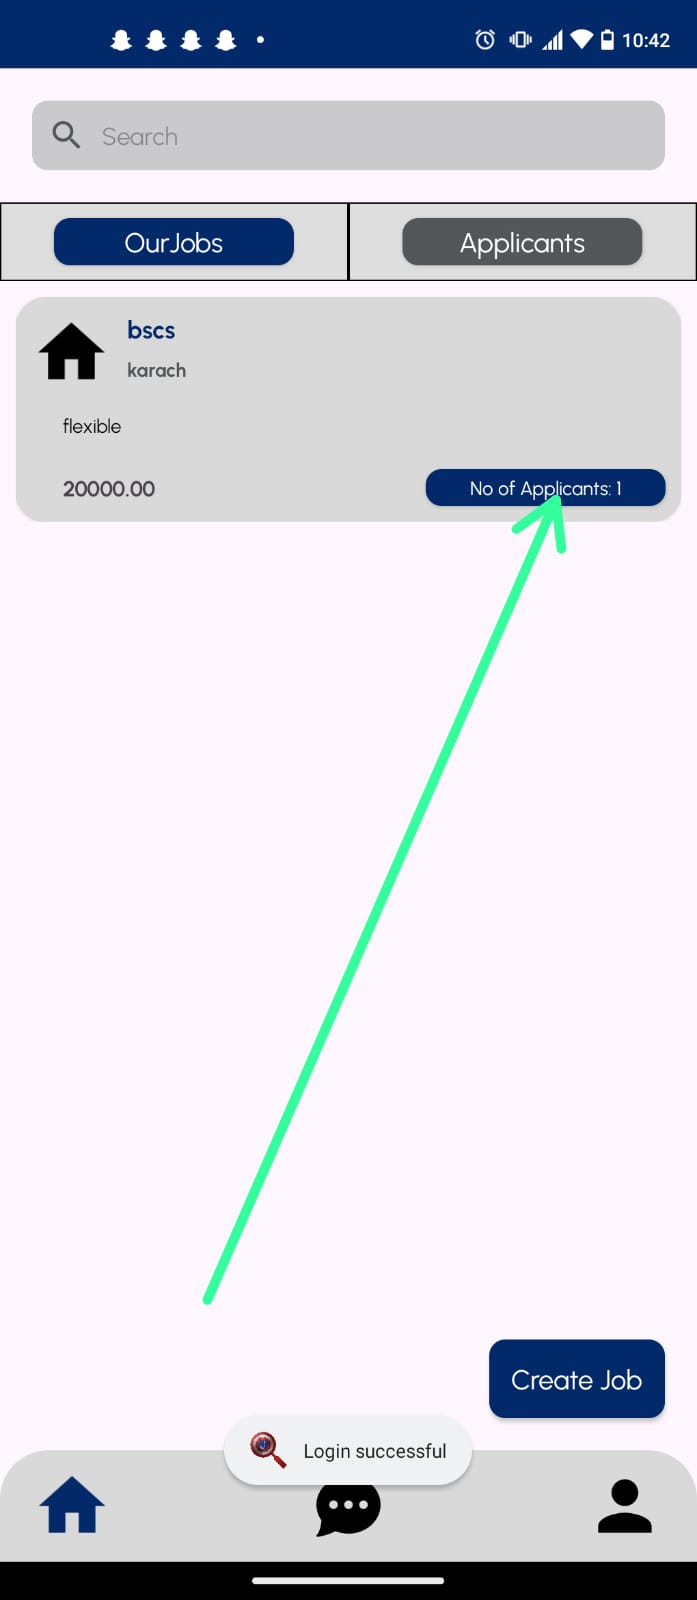 10:42
Search
OurJobs
Applicants
bscs
karach
flexible
20000.00
No of Applicants: 1
Create Job
Login successful